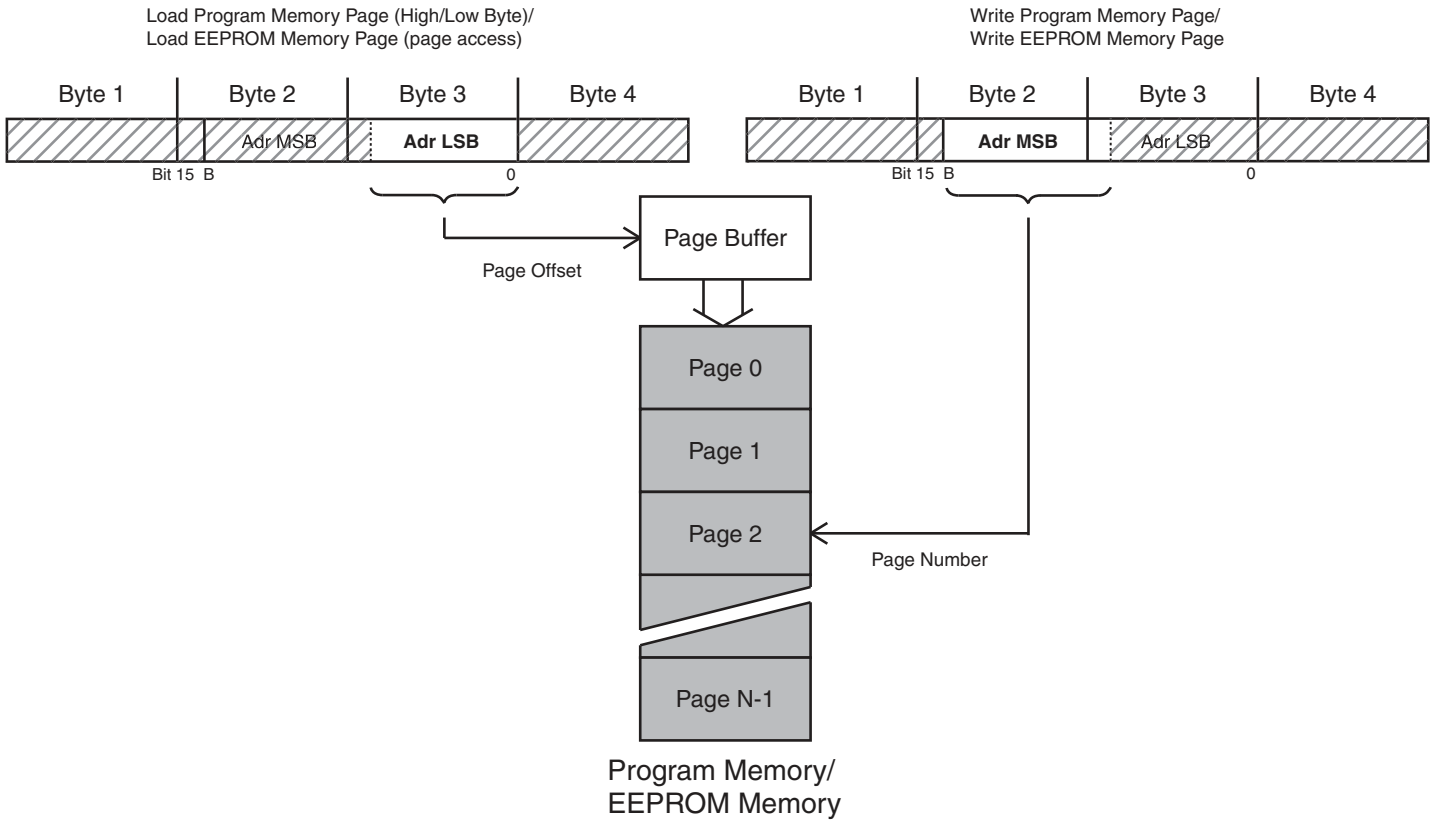 Load Program Memory Page (High/Low Byte)/
Load EEPROM Memory Page (page access)
Write Program Memory Page/
Write EEPROM Memory Page
Byte 1 Byte 2 Byte 3 Byte 4
Byte 1 Byte 2 Byte 3 Byte 4
Adr MSB Adr LSB
Adr MSB Adr LSB
Bit 15 B 0
Bit 15 B 0
Page Buffer
Page Offset
Page 0
Page 1
Page 2
Page Number
Page N-1
Program Memory/
EEPROM Memory